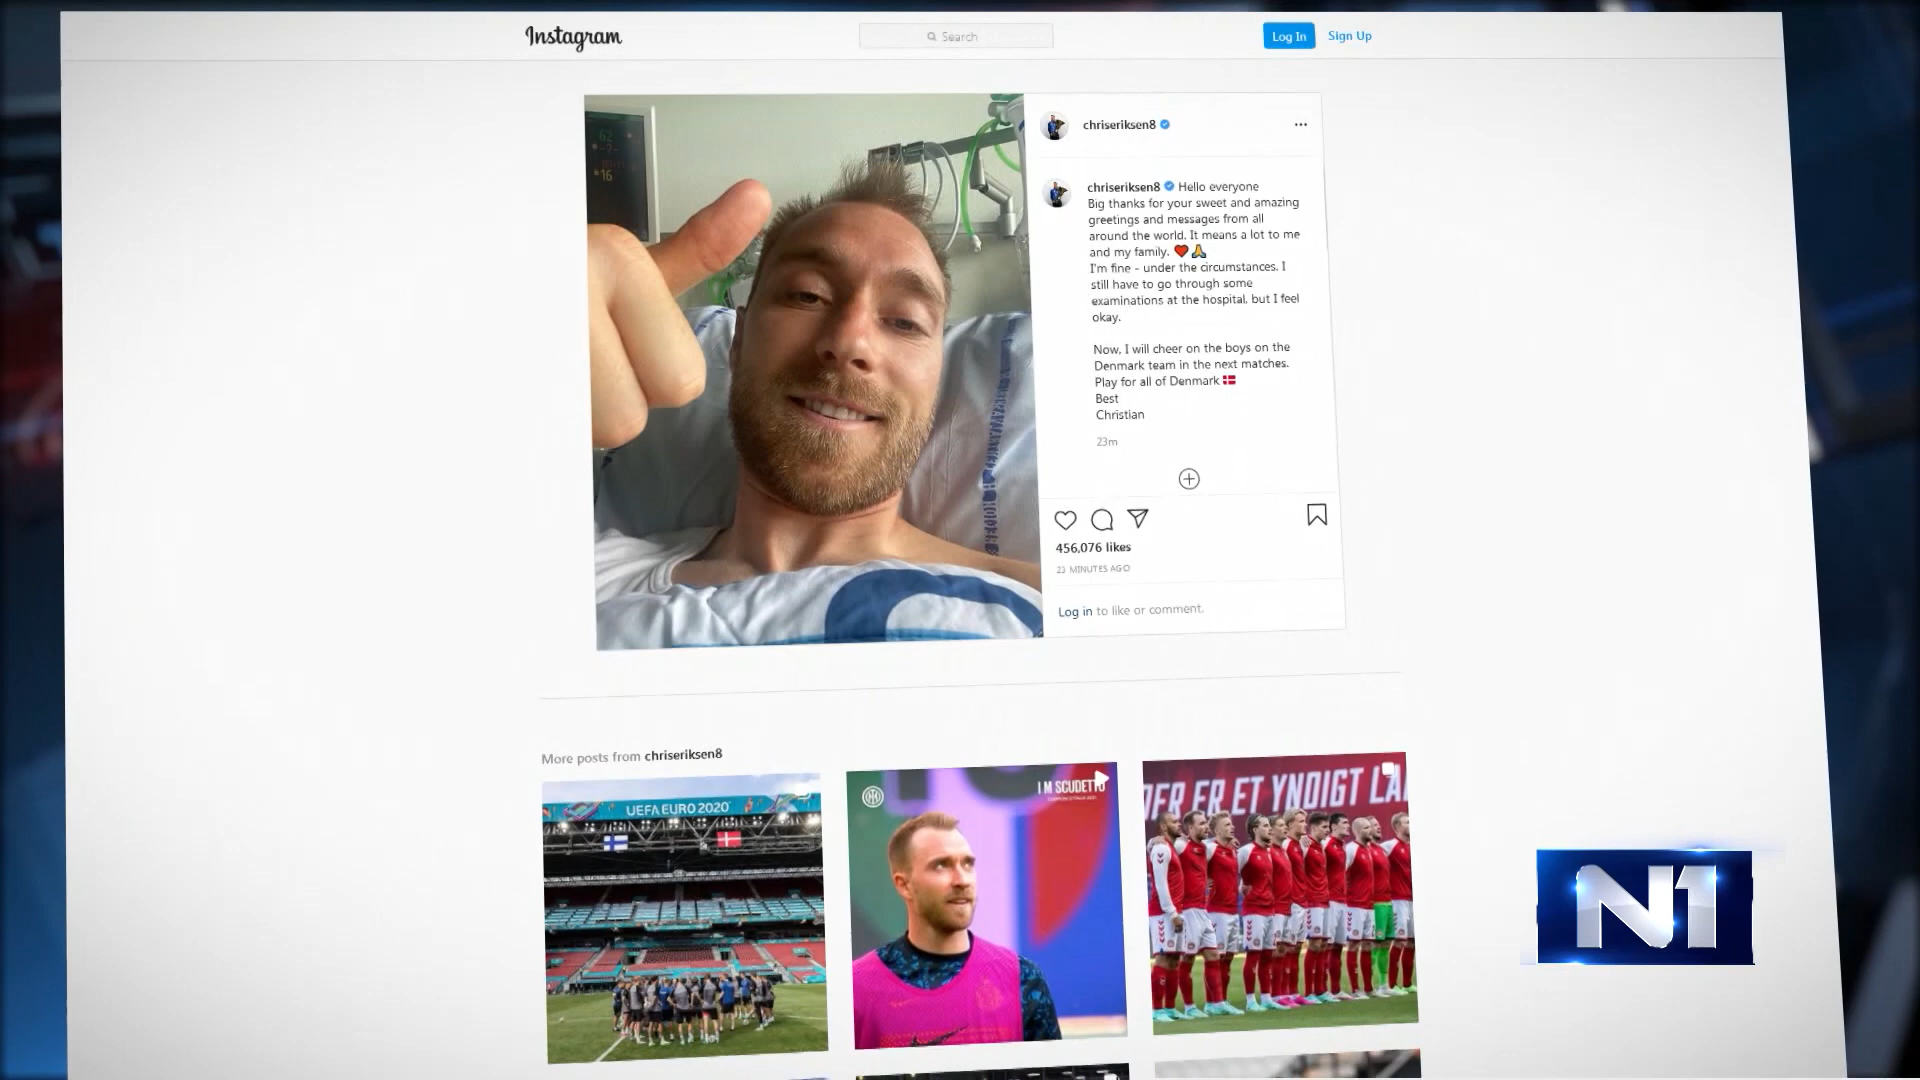 Instagram
Search
Log In
Sign Up
62
-?-
16
chriseriksen8
chriseriksen8 Hello everyone
Big thanks for your sweet and amazing
greetings and messages from all
around the world. It means a lot to me
and my family. ❤️🙏
I'm fine - under the circumstances. I
still have to go through some
examinations at the hospital, but I feel
okay.
Now, I will cheer on the boys on the
Denmark team in the next matches.
Play for all of Denmark 🇩🇰
Best
Christian
23m
456,076 likes
23 MINUTES AGO
Log in to like or comment.
More posts from chriseriksen8
UEFA EURO 2020
I M SCUDETTO
DER ER ET YNDIGT LA
N1